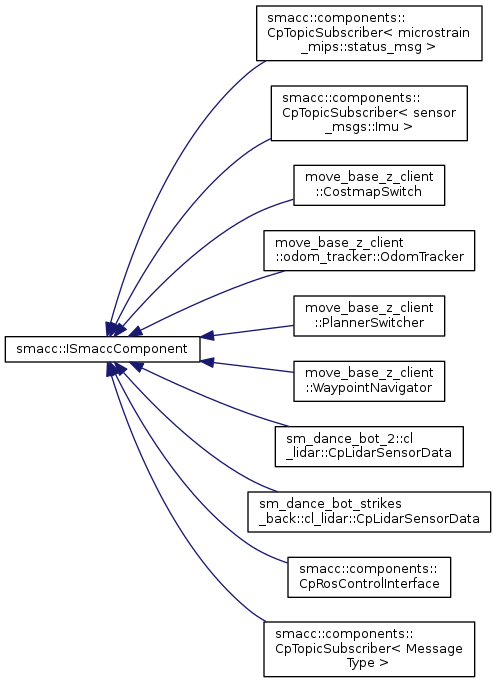 smacc::components::
CpTopicSubscriber< microstrain
_mips::status_msg >
smacc::components::
CpTopicSubscriber< sensor
_msgs::Imu >
move_base_z_client
::CostmapSwitch
move_base_z_client
::odom_tracker::OdomTracker
move_base_z_client
::PlannerSwitcher
smacc::ISmaccComponent
move_base_z_client
::WaypointNavigator
sm_dance_bot_2::cl
_lidar::CpLidarSensorData
sm_dance_bot_strikes
_back::cl_lidar::CpLidarSensorData
smacc::components::
CpRosControlInterface
smacc::components::
CpTopicSubscriber< Message
Type >